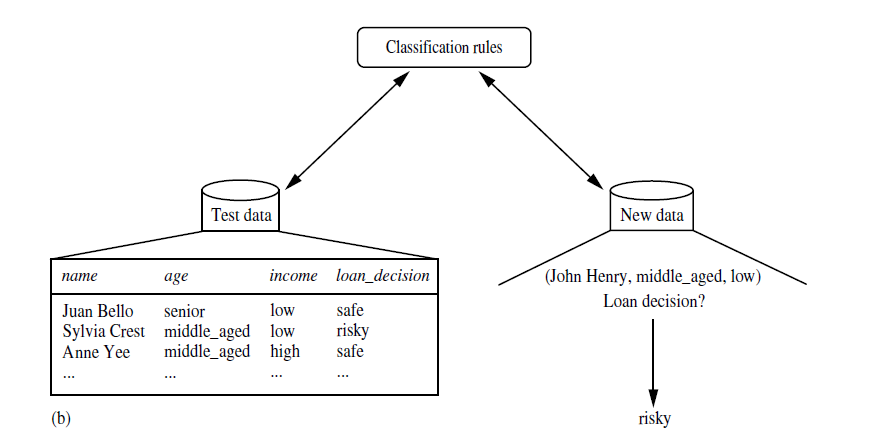 Classification rules
Test data
New data
name age income loan_decision
Juan Bello senior low safe
Sylvia Crest middle_aged low risky
Anne Yee middle_aged high safe
... ... ... ...
(John Henry, middle_aged, low)
Loan decision?
risky
(b)